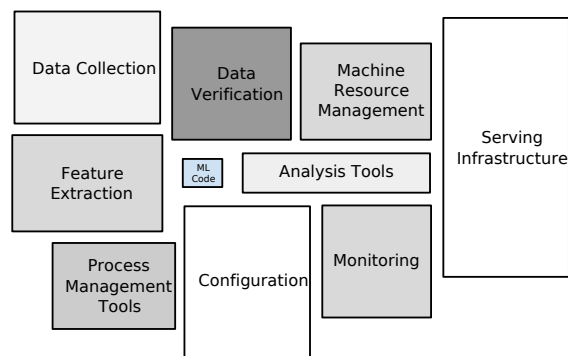 Data Collection
Data
Verification
Machine
Resource
Management
Serving
Infrastructure
Feature
Extraction
ML
Code
Analysis Tools
Process
Management
Tools
Configuration
Monitoring